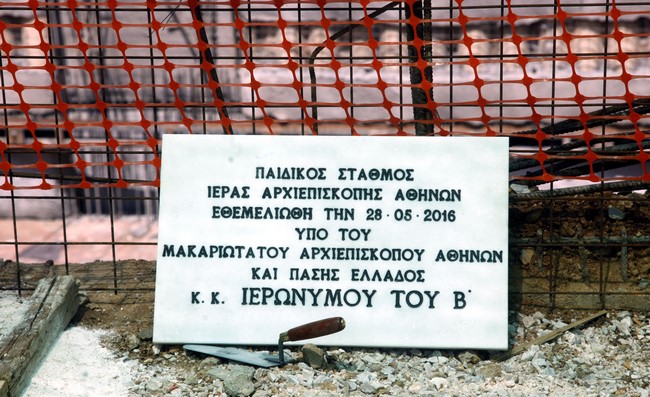 ΠΑΙΔΙΚΟΣ ΣΤΑΘΜΟΣ
ΙΕΡΑΣ ΑΡΧΙΕΠΙΣΚΟΠΗΣ ΑΘΗΝΩΝ
ΕΘΕΜΕΛΙΩΘΗ ΤΗΝ 28·05·2016
ΥΠΟ ΤΟΥ
ΜΑΚΑΡΙΩΤΑΤΟΥ ΑΡΧΙΕΠΙΣΚΟΠΟΥ ΑΘΗΝΩΝ
ΚΑΙ ΠΑΣΗΣ ΕΛΛΑΔΟΣ
Κ. Κ. ΙΕΡΩΝΥΜΟΥ ΤΟΥ Β΄